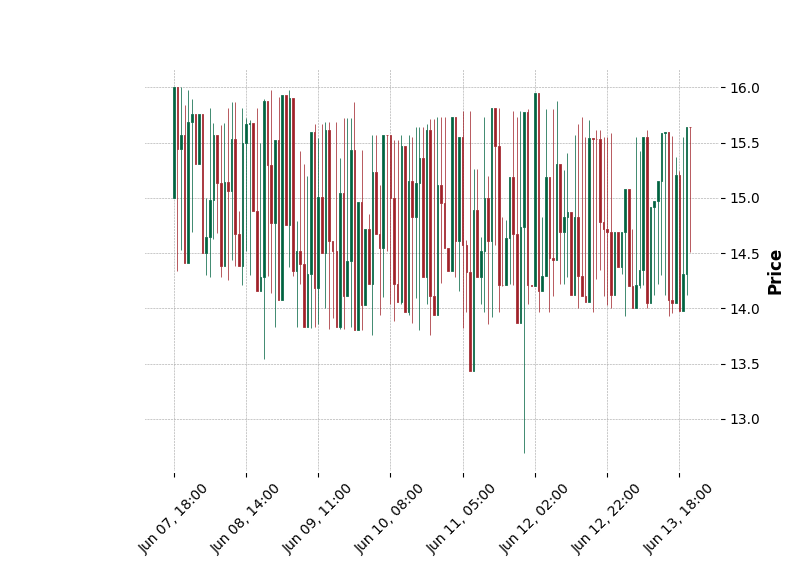 16.0
15.5
15.0
14.5
14.0
13.5
13.0
Price
Jun 07, 18:00
Jun 08, 14:00
Jun 09, 11:00
Jun 10, 08:00
Jun 11, 05:00
Jun 12, 02:00
Jun 12, 22:00
Jun 13, 18:00